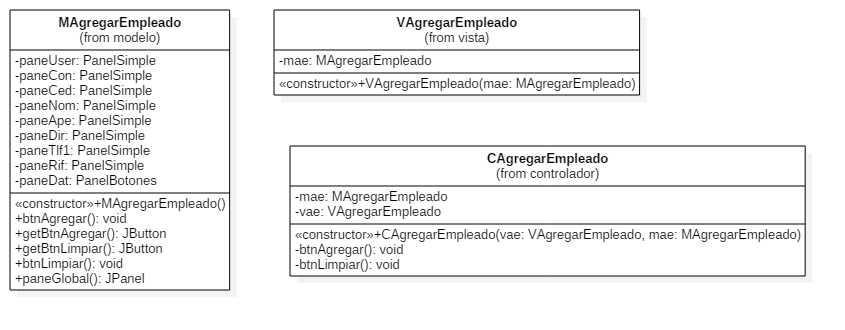 MAgregarEmpleado
(from modelo)
-paneUser: PanelSimple
-paneCon: PanelSimple
-paneCed: PanelSimple
-paneNom: PanelSimple
-paneApe: PanelSimple
-paneDir: PanelSimple
-paneTlf1: PanelSimple
-paneRif: PanelSimple
-paneDat: PanelBotones
«constructor»+MAgregarEmpleado()
+btnAgregar(): void
+getBtnAgregar(): JButton
+getBtnLimpiar(): JButton
+btnLimpiar(): void
+paneGlobal(): JPanel
VAgregarEmpleado
(from vista)
-mae: MAgregarEmpleado
«constructor»+VAgregarEmpleado(mae: MAgregarEmpleado)
CAgregarEmpleado
(from controlador)
-mae: MAgregarEmpleado
-vae: VAgregarEmpleado
«constructor»+CAgregarEmpleado(vae: VAgregarEmpleado, mae: MAgregarEmpleado)
-btnAgregar(): void
-btnLimpiar(): void